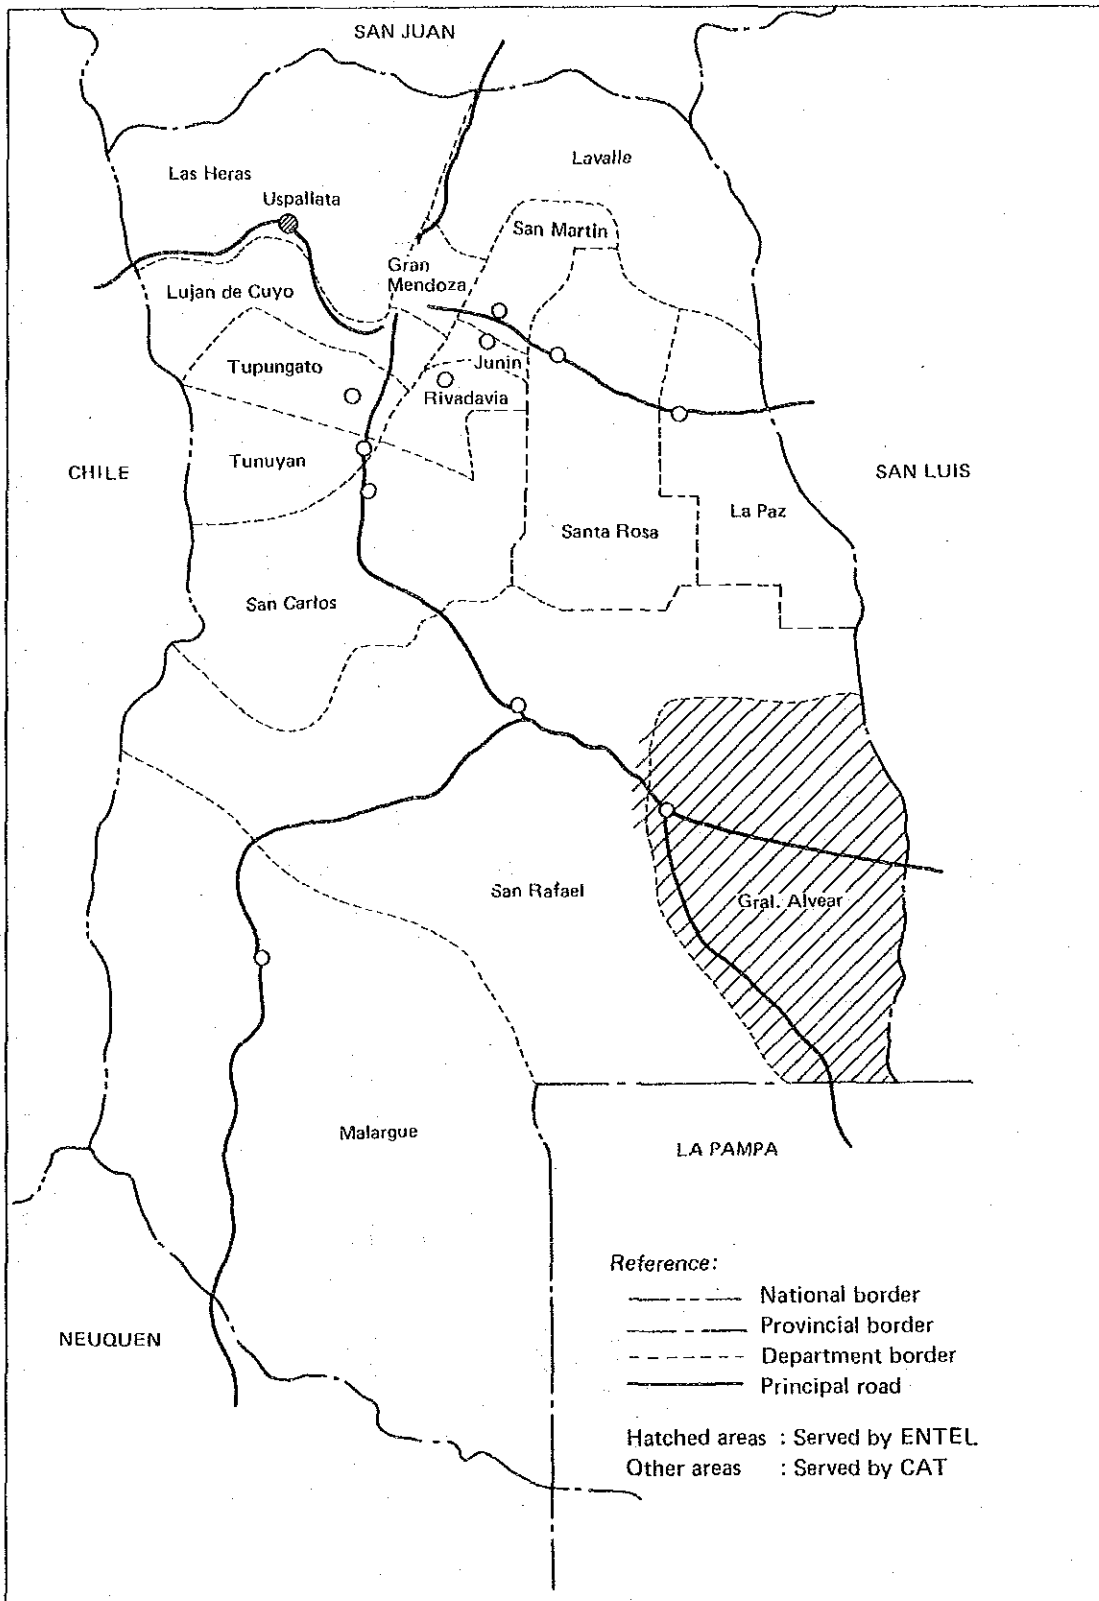 SAN JUAN
Las Heras
Lavalle
Uspallata
San Martin
Gran
Mendoza
Lujan de Cuyo
Tupungato
Junin
Rivadavia
CHILE
Tunuyan
SAN LUIS
La Paz
Santa Rosa
San Carlos
San Rafael
Gral. Alvear
Malargue
LA PAMPA
NEUQUEN
Reference:
National border
Provincial border
Department border
Principal road
Hatched areas : Served by ENTEL
Other areas : Served by CAT